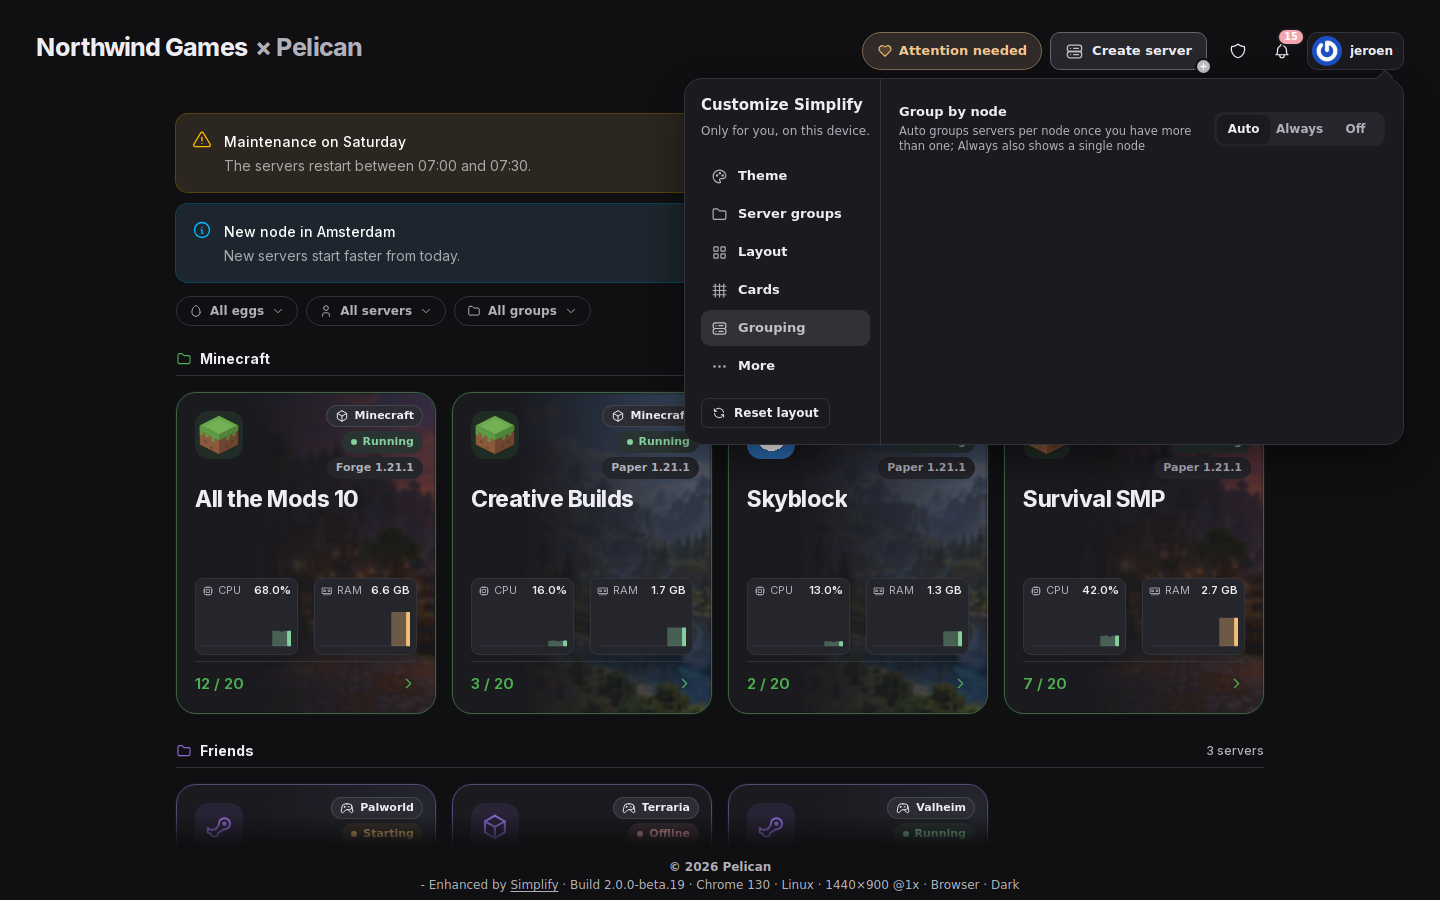 Northwind Games × Pelican
Attention needed
Create server
15
jeroen
Customize Simplify
Only for you, on this device.
Theme
Server groups
Layout
Cards
Grouping
More
Reset layout
Group by node
Auto groups servers per node once you have more
than one; Always also shows a single node
Auto
Always
Off
Maintenance on Saturday
The servers restart between 07:00 and 07:30.
New node in Amsterdam
New servers start faster from today.
All eggs
All servers
All groups
Minecraft
Minecraft
Running
Forge 1.21.1
All the Mods 10
CPU 68.0%
RAM 6.6 GB
12 / 20
Minecraf
Running
Paper 1.21.1
Creative Builds
CPU 16.0%
RAM 1.7 GB
3 / 20
Paper 1.21.1
Skyblock
CPU 13.0%
RAM 1.3 GB
2 / 20
Paper 1.21.1
Survival SMP
CPU 42.0%
RAM 2.7 GB
7 / 20
Friends
3 servers
Palworld
Starting
Terraria
Offline
Valheim
Running
© 2026 Pelican
- Enhanced by Simplify · Build 2.0.0-beta.19 · Chrome 130 · Linux · 1440×900 @1x · Browser · Dark